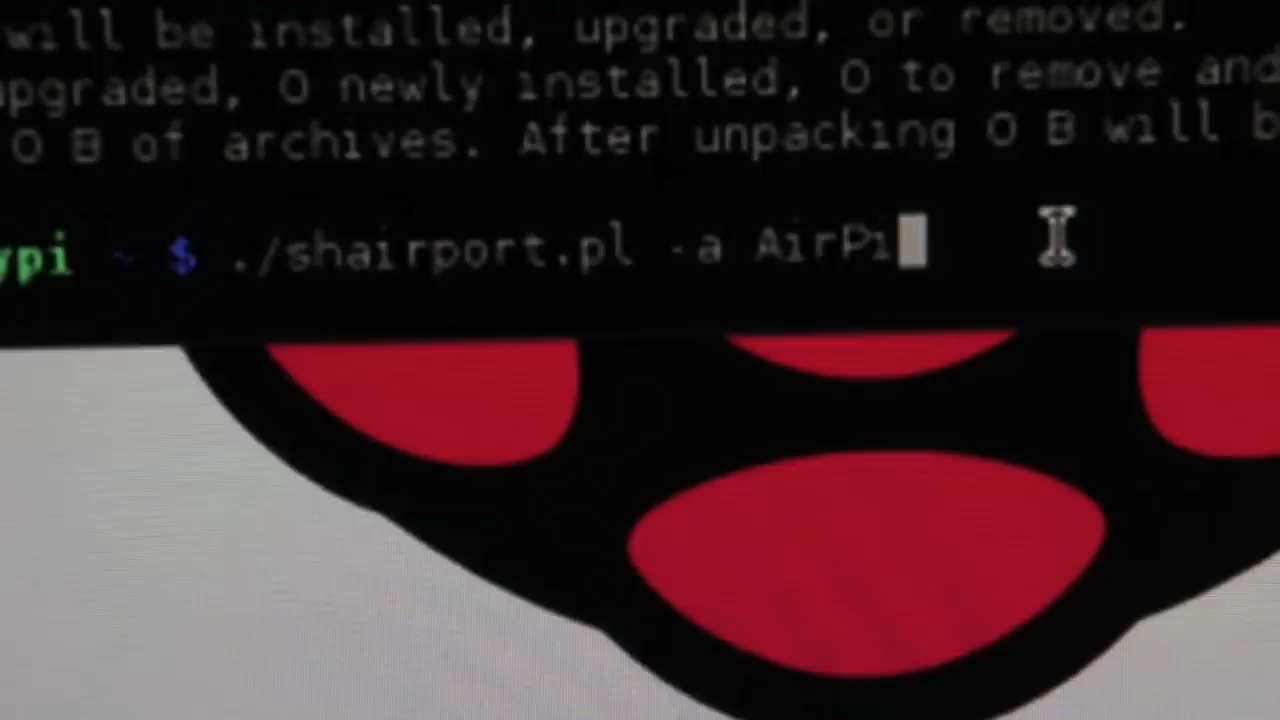 will be installed, upgraded, or removed.
upgraded, 0 newly installed, 0 to remove and
0 B of archives. After unpacking 0 B will b
ypi ~ $ ./shairport.pl -a AirPi